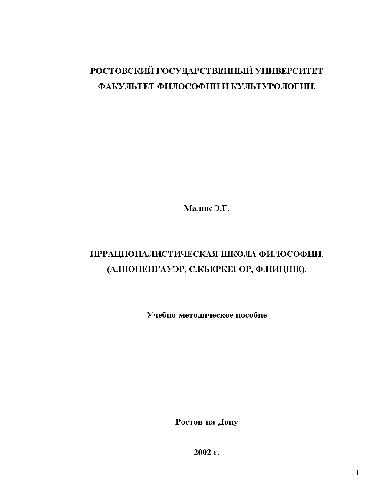 РОСТОВСКИЙ ГОСУДАРСТВЕННЫЙ УНИВЕРСИТЕТ
ФАКУЛЬТЕТ ФИЛОСОФИИ И КУЛЬТУРОЛОГИИ.
Э.Г.
ИРРАЦИОНАЛИСТИЧЕСКАЯ ШКОЛА ФИЛОСОФИИ.
(А.ШОПЕНГАУЭР, С.КЬЕРКЕГОР, Ф.НИЦШЕ).
Учебно методическое пособие
Ростов на Дону
2002 г.
1